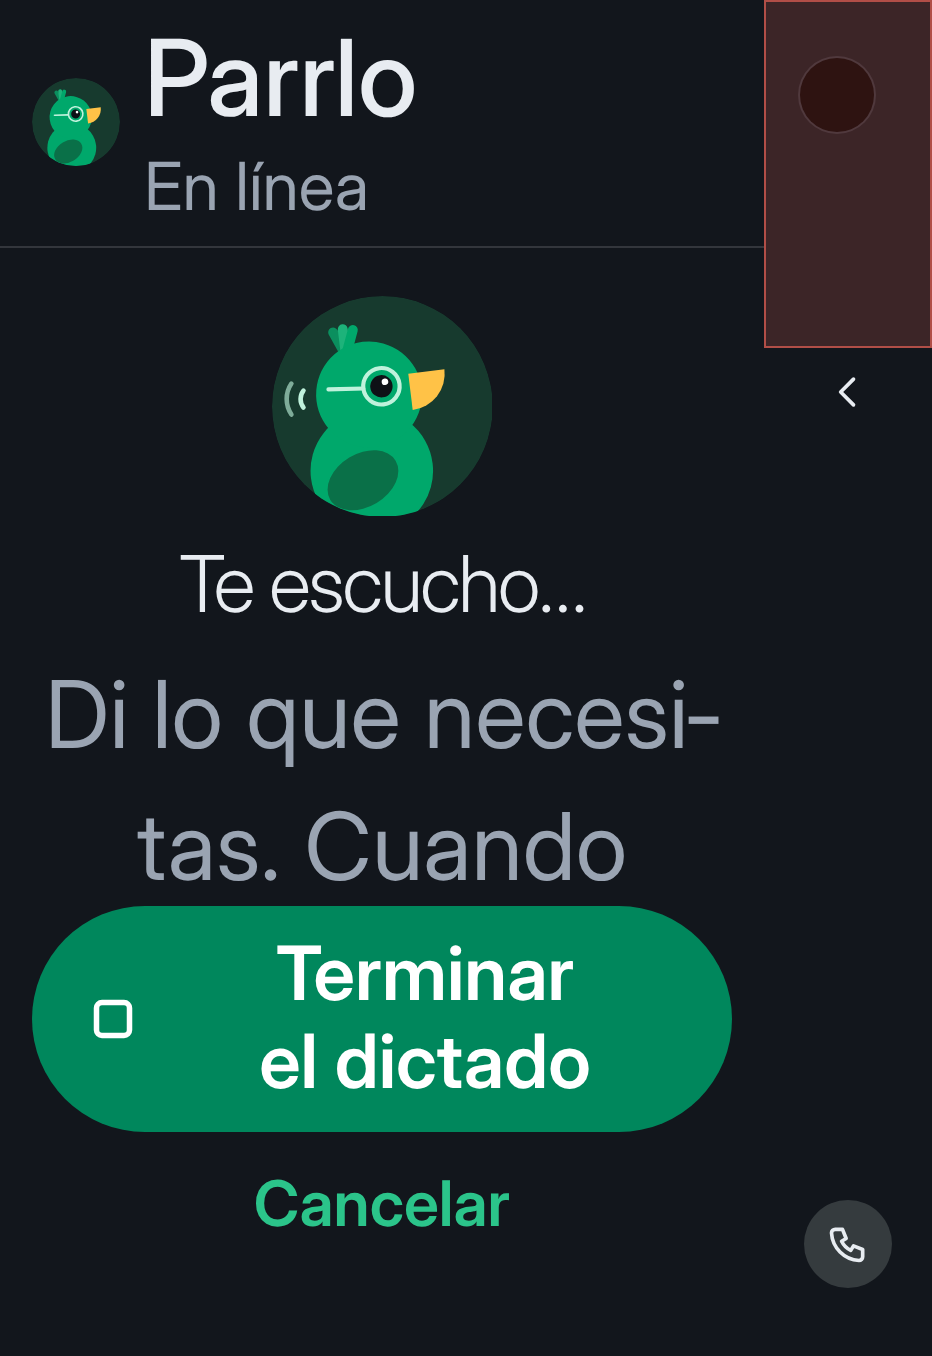 Parrlo
En línea
Te escucho...
Di lo que necesi-
tas. Cuando
Terminar
el dictado
Cancelar